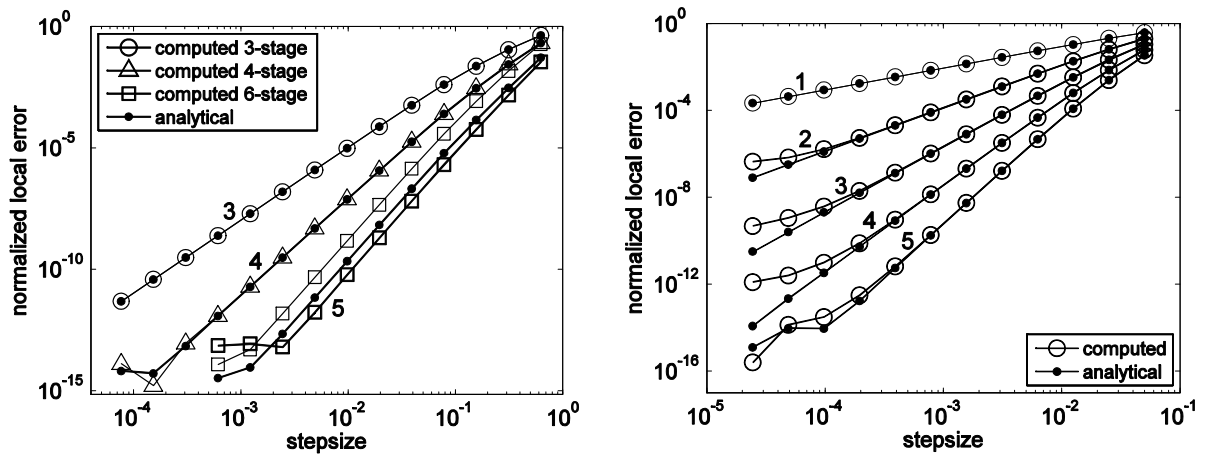 10^0
10^-5
10^-10
10^-15
normalized local error
computed 3-stage
computed 4-stage
computed 6-stage
analytical
3
4
5
10^-4
10^-3
10^-2
10^-1
10^0
stepsize
10^0
10^-4
10^-8
10^-12
10^-16
normalized local error
1
2
3
4
5
computed
analytical
10^-5
10^-4
10^-3
10^-2
10^-1
stepsize